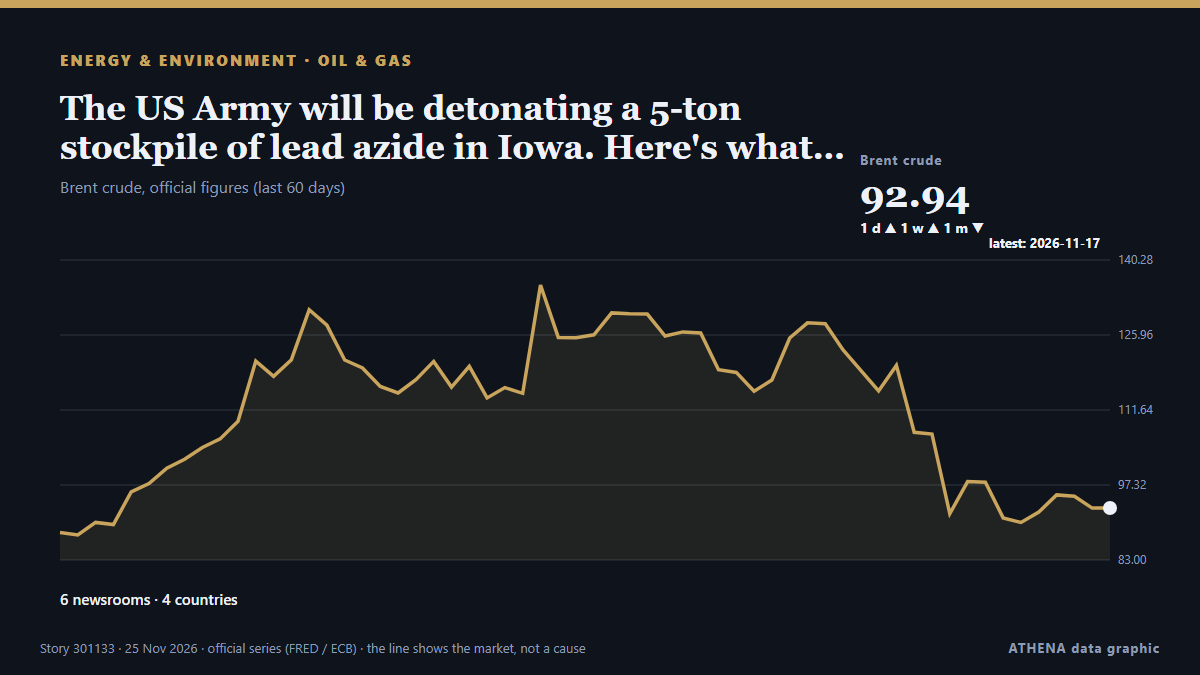 ENERGY & ENVIRONMENT · OIL & GAS
The US Army will be detonating a 5-ton
stockpile of lead azide in Iowa. Here's what...
Brent crude, official figures (last 60 days)
Brent crude
92.94
1 d ▲ 1 w ▲ 1 m ▼
latest: 2026-11-17
140.28
125.96
111.64
97.32
83.00
6 newsrooms · 4 countries
Story 301133 · 25 Nov 2026 · official series (FRED / ECB) · the line shows the market, not a cause
ATHENA data graphic